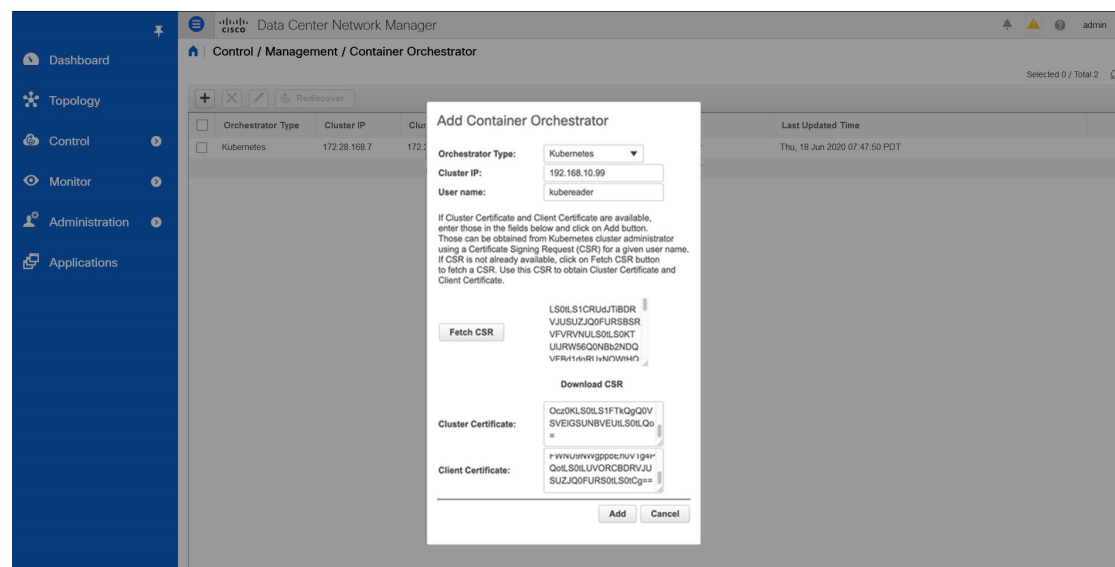 cisco Data Center Network Manager
admin
Control / Management / Container Orchestrator
Selected 0 / Total 2
Dashboard
Topology
Control
Monitor
Administration
Applications
Rediscover
Orchestrator Type Cluster IP Last Updated Time
Kubernetes 172.28.168.7 Thu, 18 Jun 2020 07:47:50 PDT
Add Container Orchestrator
Orchestrator Type: Kubernetes
Cluster IP: 192.168.10.99
User name: kubereader
If Cluster Certificate and Client Certificate are available,
enter those in the fields below and click on Add button.
Those can be obtained from Kubernetes cluster administrator
using a Certificate Signing Request (CSR) for a given user name.
If CSR is not already available, click on Fetch CSR button
to fetch a CSR. Use this CSR to obtain Cluster Certificate and
Client Certificate.
Fetch CSR
LS0tLS1CRUdJTiBDR
VJUSUZJQ0FURSBSR
VFVRVNULS0tLS0KT
UlJRW56Q0NBb2NDQ
Download CSR
Cluster Certificate:
Ocz0KLS0tLS1FTkQgQ0V
SVElGSUNBVEUtLS0tLQo
=
Client Certificate:
QotLS0tLUVORCBDRVJU
SUZJQ0FURS0tLS0tCg==
Add Cancel